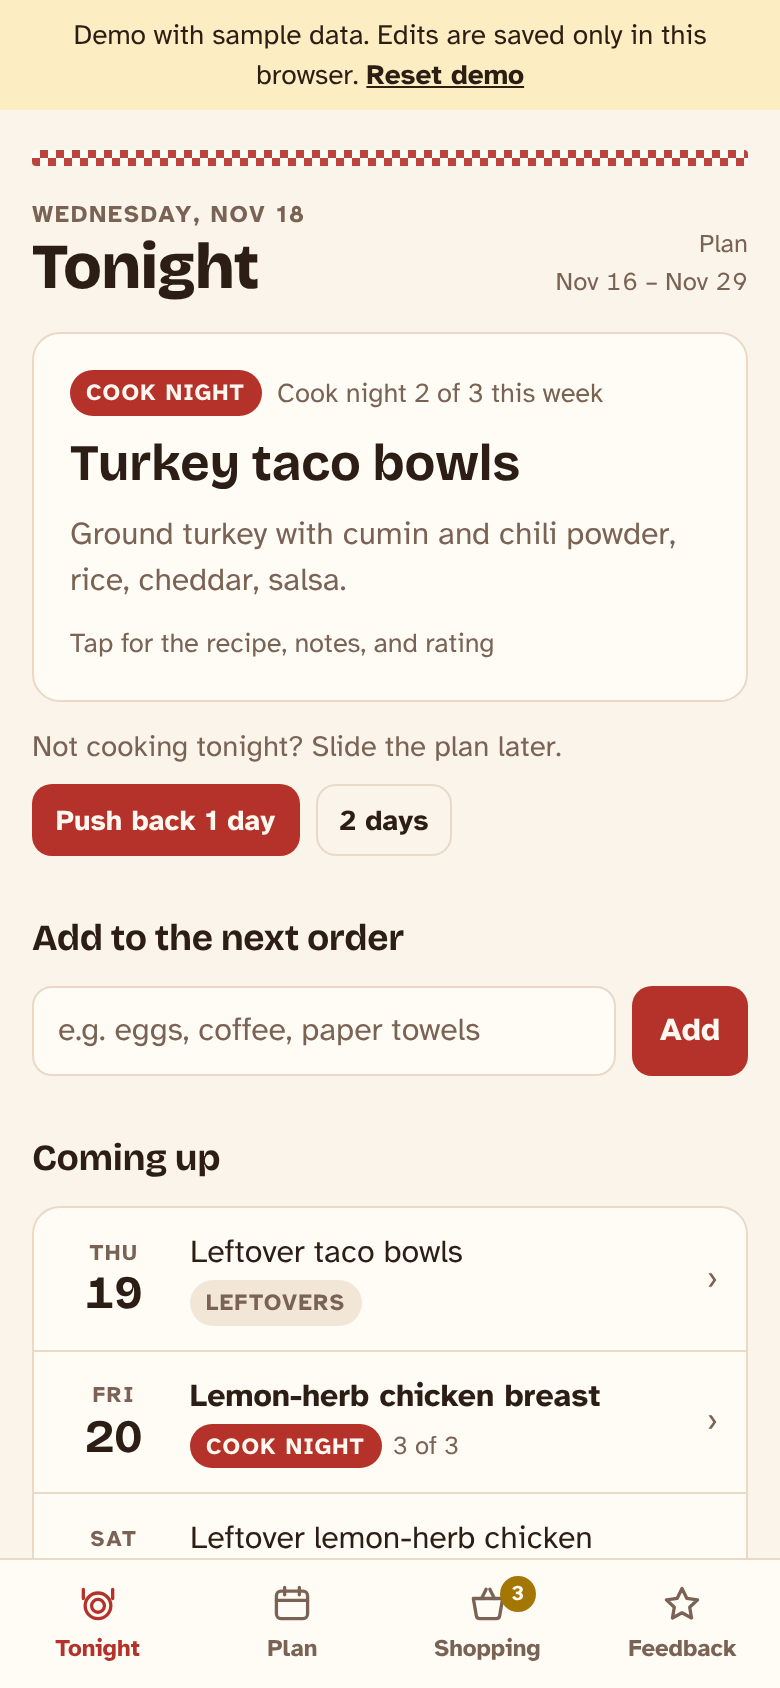 Demo with sample data. Edits are saved only in this
browser. Reset demo
WEDNESDAY, NOV 18
Tonight
Plan
Nov 16 – Nov 29
COOK NIGHT Cook night 2 of 3 this week
Turkey taco bowls
Ground turkey with cumin and chili powder,
rice, cheddar, salsa.
Tap for the recipe, notes, and rating
Not cooking tonight? Slide the plan later.
Push back 1 day 2 days
Add to the next order
e.g. eggs, coffee, paper towels Add
Coming up
THU
19
Leftover taco bowls
LEFTOVERS
›
FRI
20
Lemon-herb chicken breast
COOK NIGHT 3 of 3
›
SAT
Leftover lemon-herb chicken
3
Tonight Plan Shopping Feedback